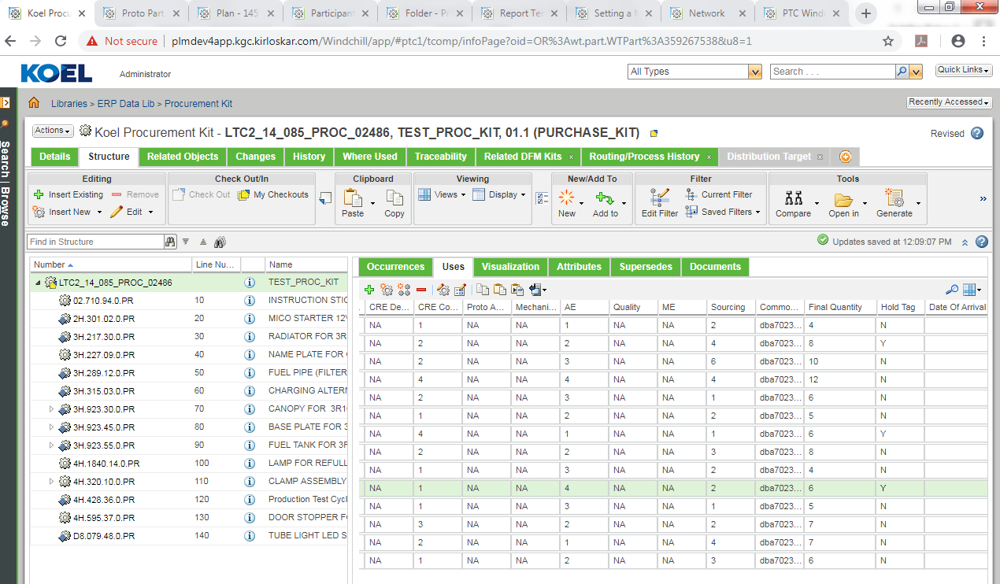 Koel Procu
Proto Part
Plan - 145
Participant
Folder - Pr
Report Ter
Setting a M
Network
PTC Wind
Not secure | plmdev4app.kgc.kirloskar.com/Windchill/app/#ptc1/tcomp/infoPage?oid=OR%3Awt.part.WTPart%3A359267538&u8=1
KOEL Administrator All Types Search . . . Quick Links
Libraries > ERP Data Lib > Procurement Kit Recently Accessed
Search | Browse
Actions Koel Procurement Kit - LTC2_14_085_PROC_02486, TEST_PROC_KIT, 01.1 (PURCHASE_KIT) Revised
Details Structure Related Objects Changes History Where Used Traceability Related DFM Kits × Routing/Process History × Distribution Target
Editing Check Out/In Clipboard Viewing New/Add To Filter Tools
Insert Existing Remove Check Out My Checkouts Views Display Current Filter
Insert New Edit Paste Copy New Add to Edit Filter Saved Filters Compare Open in Generate
Find in Structure Updates saved at 12:09:07 PM
Number Line Nu... Name
LTC2_14_085_PROC_02486 TEST_PROC_KIT
02.710.94.0.PR 10 INSTRUCTION STIC
2H.301.02.0.PR 20 MICO STARTER 12V
3H.217.30.0.PR 30 RADIATOR FOR 3R
3H.227.09.0.PR 40 NAME PLATE FOR
3H.289.12.0.PR 50 FUEL PIPE (FILTER
3H.315.03.0.PR 60 CHARGING ALTERN
3H.923.30.0.PR 70 CANOPY FOR 3R1
3H.923.45.0.PR 80 BASE PLATE FOR 3
3H.923.55.0.PR 90 FUEL TANK FOR 3R
4H.1840.14.0.PR 100 LAMP FOR REFULL
4H.320.10.0.PR 110 CLAMP ASSEMBLY
4H.428.36.0.PR 120 Production Test Cycl
4H.595.37.0.PR 130 DOOR STOPPER F
D8.079.48.0.PR 140 TUBE LIGHT LED S
Occurrences Uses Visualization Attributes Supersedes Documents
CRE De... CRE Co... Proto A... Mechani... AE Quality ME Sourcing Commo... Final Quantity Hold Tag Date Of Arrival
NA 1 NA NA 1 NA NA 2 dba7023... 4 N
NA 2 NA NA 2 NA NA 4 dba7023... 8 Y
NA 2 NA NA 3 NA NA 6 dba7023... 10 N
NA 4 NA NA 4 NA NA 4 dba7023... 12 N
NA 2 NA NA 3 NA NA 1 dba7023... 6 N
NA 1 NA NA 2 NA NA 2 dba7023... 5 N
NA 4 NA NA 1 NA NA 1 dba7023... 6 Y
NA 2 NA NA 2 NA NA 3 dba7023... 8 N
NA 1 NA NA 3 NA NA 2 dba7023... 4 N
NA 1 NA NA 4 NA NA 2 dba7023... 6 Y
NA 1 NA NA 3 NA NA 1 dba7023... 5 N
NA 3 NA NA 2 NA NA 2 dba7023... 7 N
NA 2 NA NA 1 NA NA 4 dba7023... 7 N
NA 1 NA NA 2 NA NA 3 dba7023... 6 N